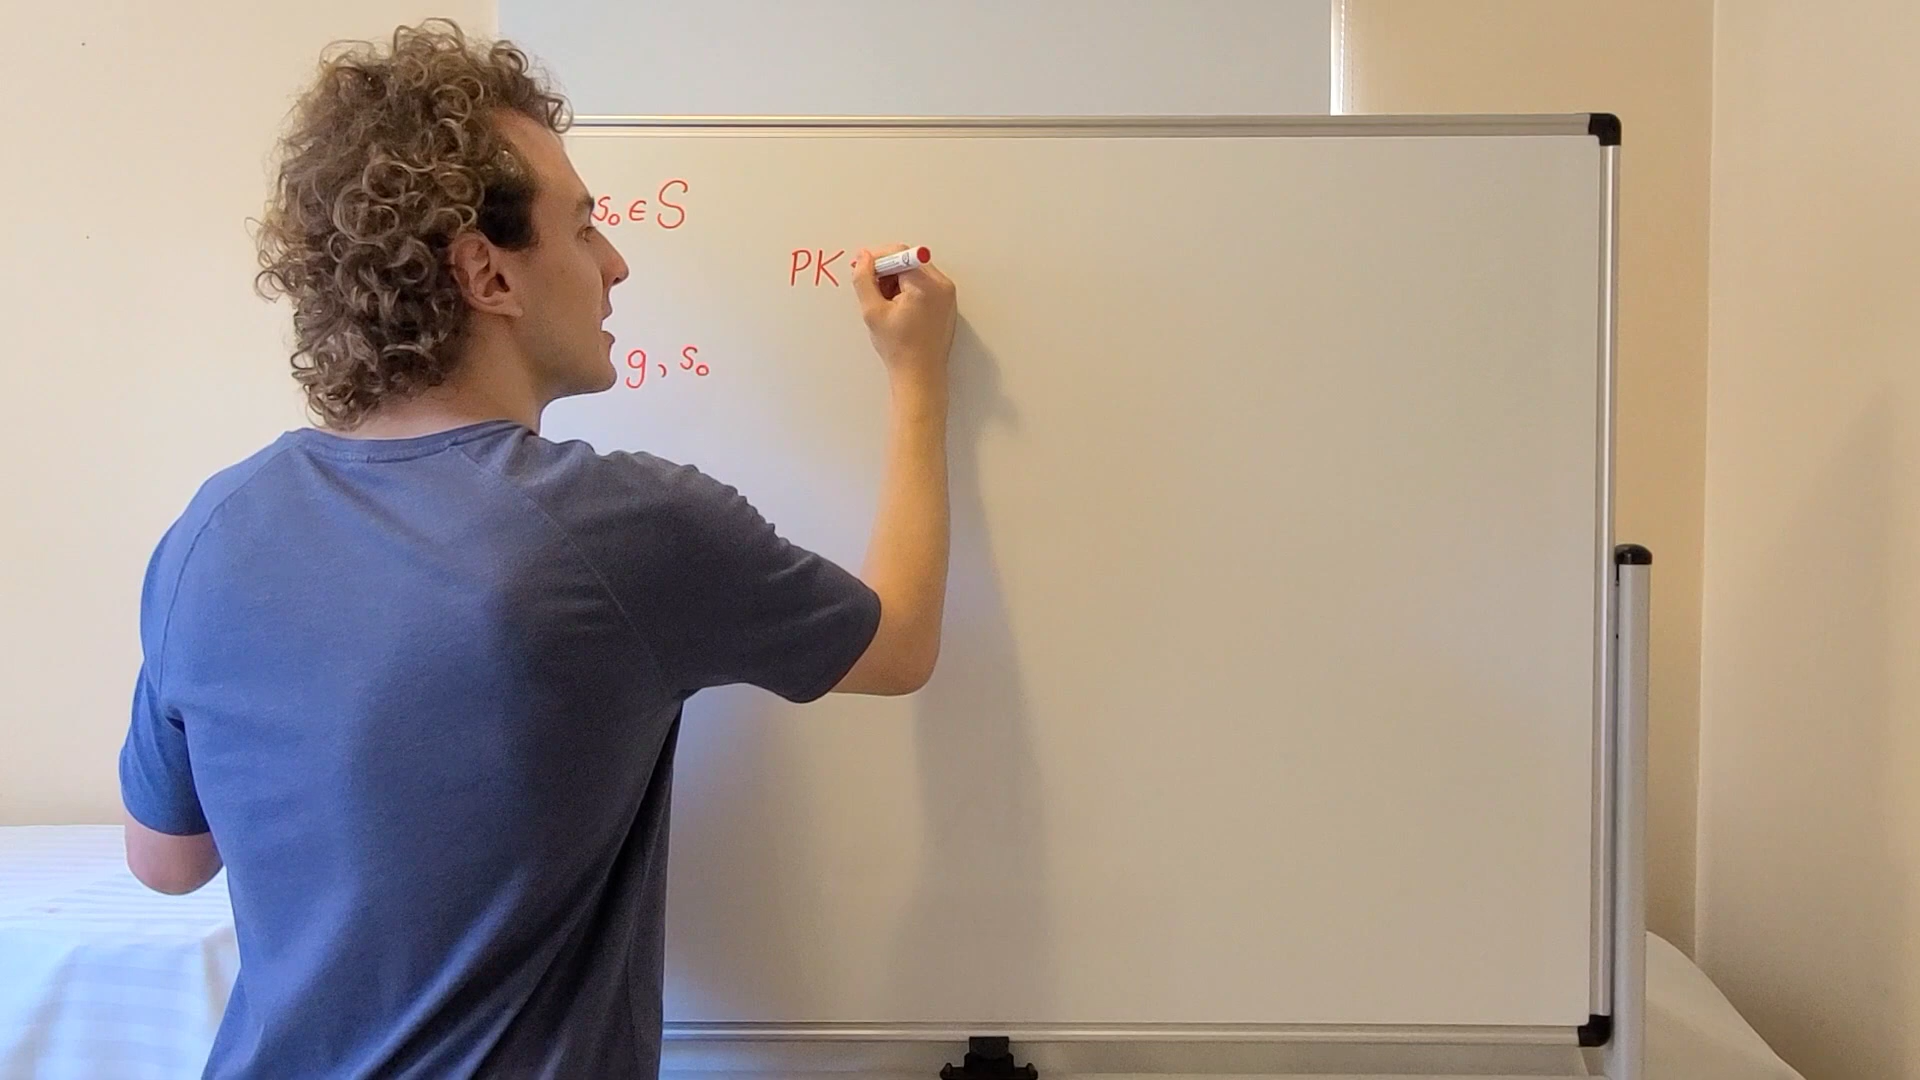 s₀ ∈ S
PK
g, s₀